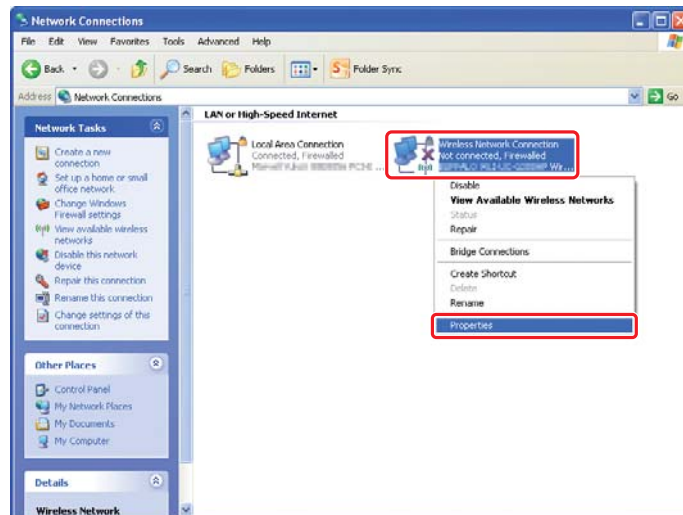 Network Connections
File Edit View Favorites Tools Advanced Help
Back Search Folders Folder Sync
Address Network Connections Go
Network Tasks
Create a new
connection
Set up a home or small
office network
Change Windows
Firewall settings
View available wireless
networks
Disable this network
device
Repair this connection
Rename this connection
Change settings of this
connection
Other Places
Control Panel
My Network Places
My Documents
My Computer
Details
Wireless Network
LAN or High-Speed Internet
Local Area Connection
Connected, Firewalled
Wireless Network Connection
Not connected, Firewalled
Disable
View Available Wireless Networks
Status
Repair
Bridge Connections
Create Shortcut
Delete
Rename
Properties